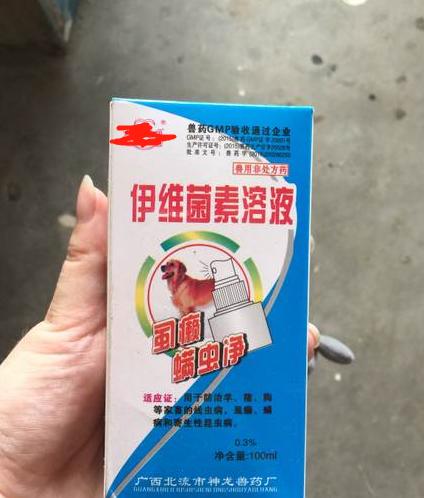 兽药GMP验收通过企业
兽用非处方药
伊维菌素溶液
虱癞
螨虫净
适应证：用于防治羊、猪、狗
等家畜的线虫病、虱癞、螨
病和寄生性昆虫病。
0.3%
净含量:100ml
广西北流市神龙兽药厂